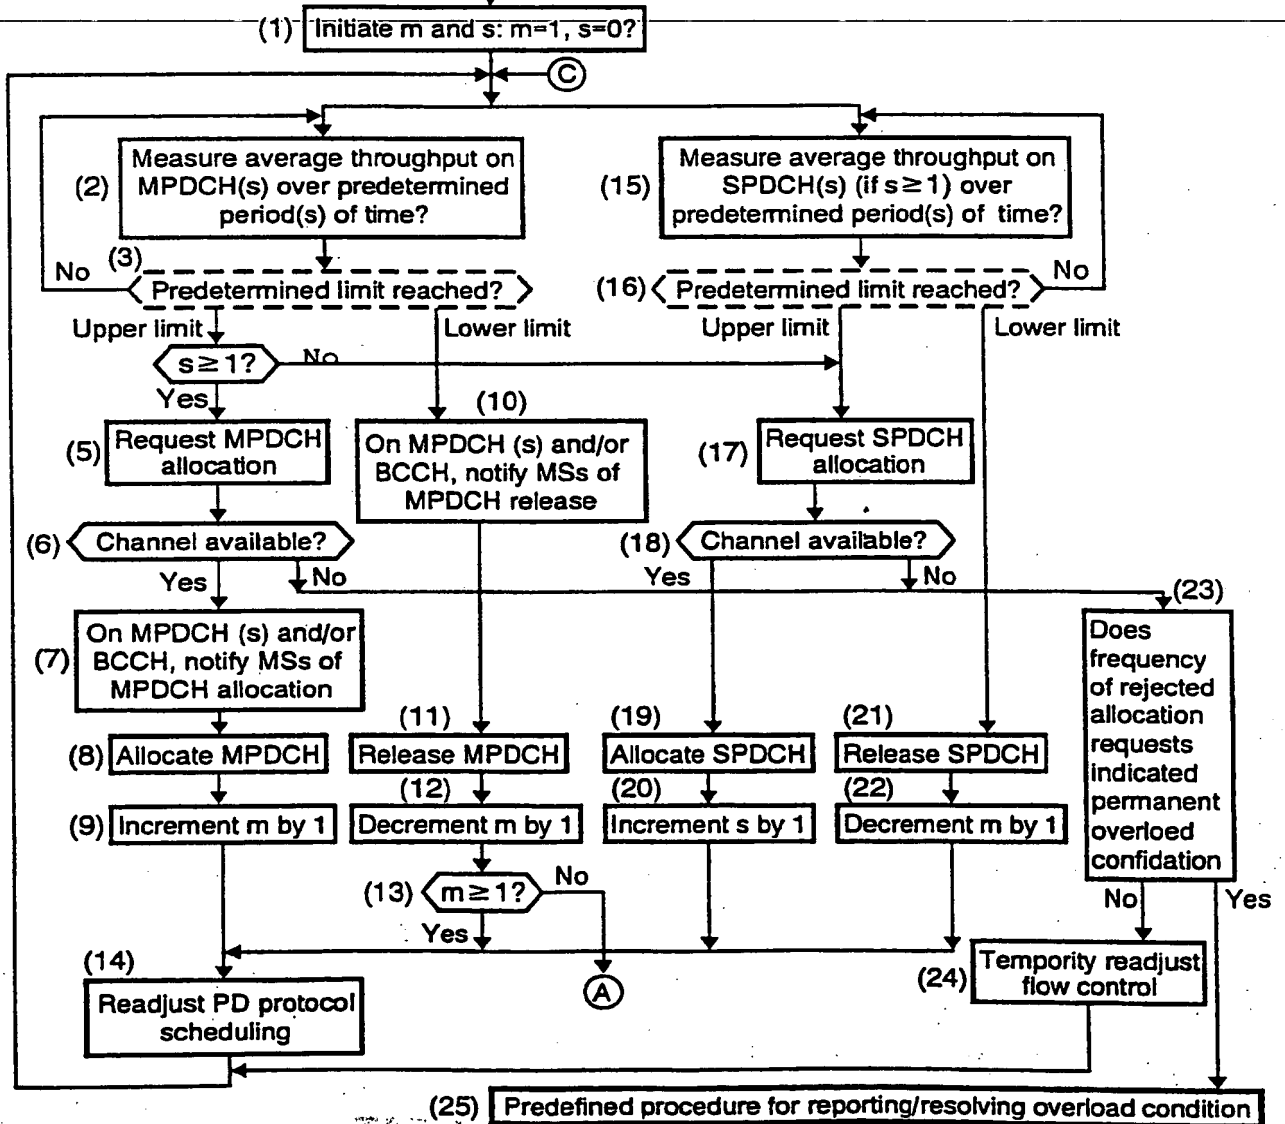 (1) Initiate m and s: m=1, s=0?
C
(2) Measure average throughput on
MPDCH(s) over predetermined
period(s) of time?
(15) Measure average throughput on
SPDCH(s) (if s≥1) over
predetermined period(s) of time?
No (3) Predetermined limit reached?
(16) Predetermined limit reached? No
Upper limit Lower limit
Upper limit Lower limit
s≥1? No
Yes
(5) Request MPDCH
allocation
(10)
On MPDCH (s) and/or
BCCH, notify MSs of
MPDCH release
(17) Request SPDCH
allocation
(6) Channel available?
Yes No
(18) Channel available?
Yes No
(7) On MPDCH (s) and/or
BCCH, notify MSs of
MPDCH allocation
(23)
Does
frequency
of rejected
allocation
requests
indicated
permanent
overloed
confidation
No Yes
(8) Allocate MPDCH
(11)
Release MPDCH
(19)
Allocate SPDCH
(21)
Release SPDCH
(9) Increment m by 1
(12)
Decrement m by 1
(20)
Increment s by 1
(22)
Decrement m by 1
(13) m≥1? No
Yes
A
(14)
Readjust PD protocol
scheduling
(24) Tempority readjust
flow control
(25) Predefined procedure for reporting/resolving overload condition